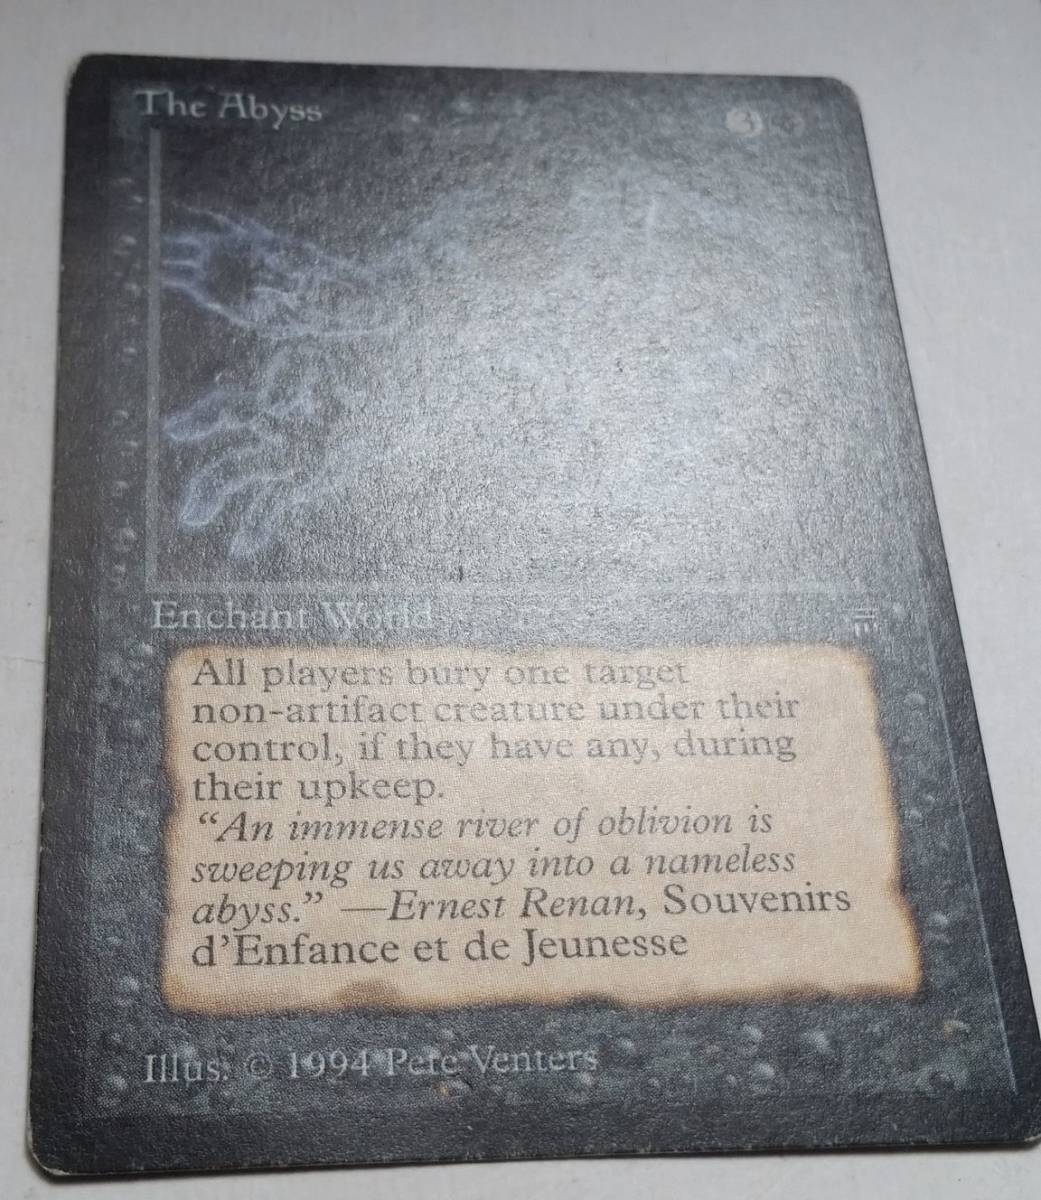 The Abyss
3
Enchant World
All players bury one target
non-artifact creature under their
control, if they have any, during
their upkeep.
“An immense river of oblivion is
sweeping us away into a nameless
abyss.” —Ernest Renan, Souvenirs
d’Enfance et de Jeunesse
Illus. © 1994 Pete Venters